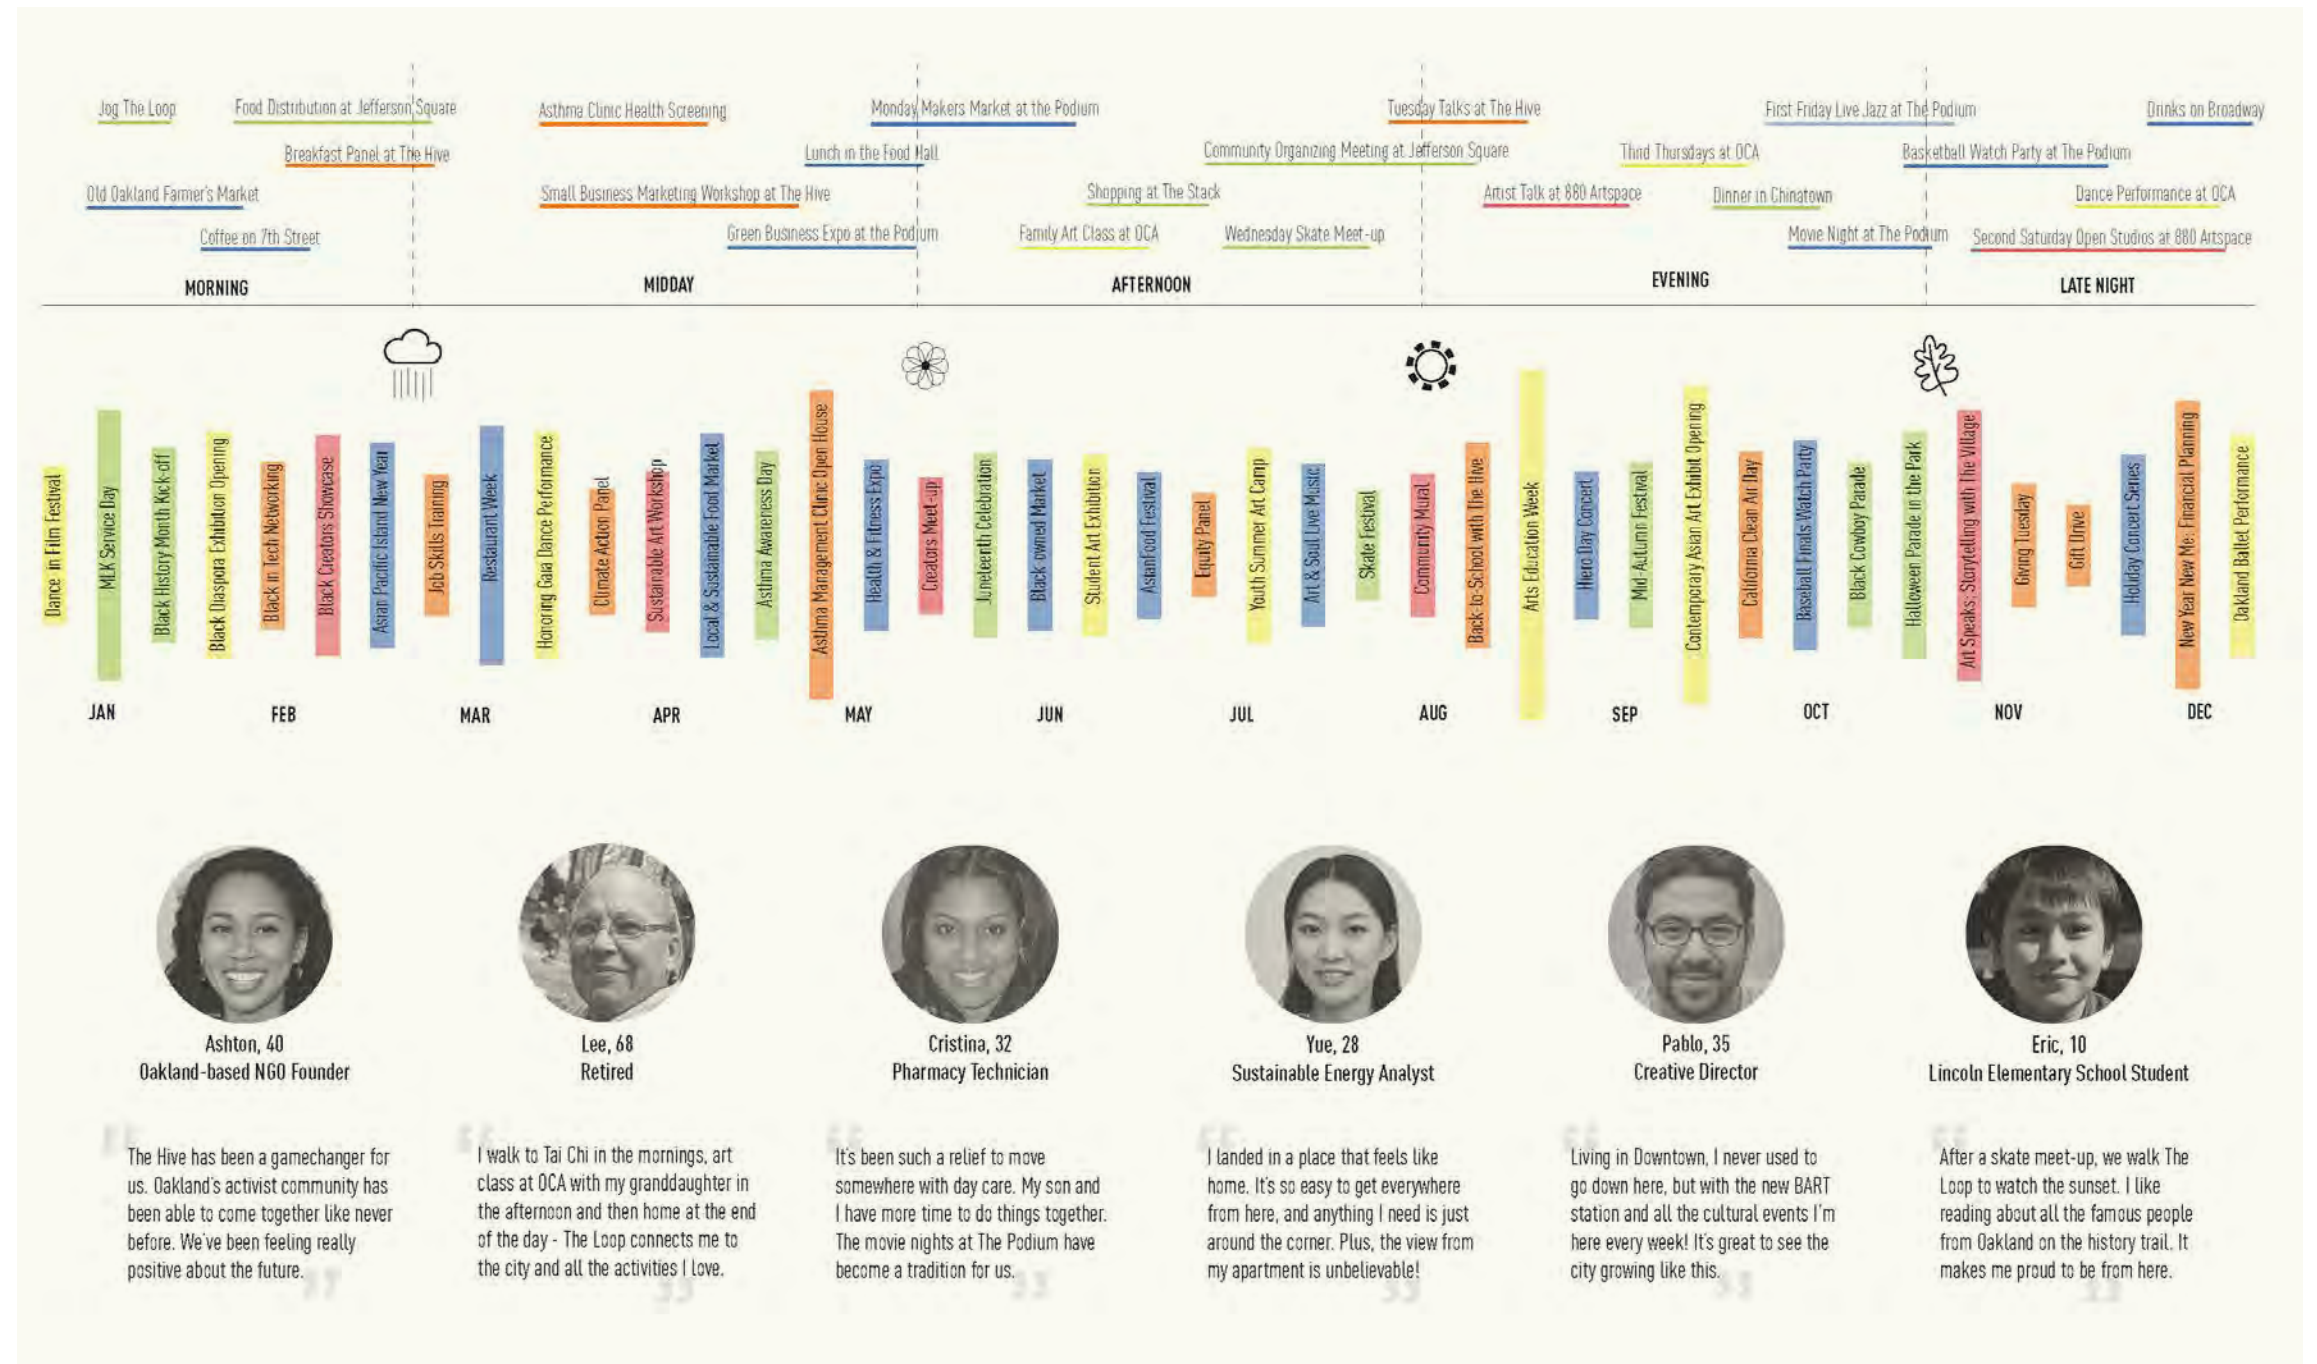 Jog The Loop
Food Distribution at Jefferson Square
Asthma Clinic Health Screening
Monday Makers Market at the Podium
Tuesday Talks at The Hive
First Friday Live Jazz at The Podium
Drinks on Broadway
Breakfast Panel at The Hive
Lunch in the Food Hall
Community Organizing Meeting at Jefferson Square
Third Thursdays at OCA
Basketball Watch Party at The Podium
Old Oakland Farmer's Market
Small Business Marketing Workshop at The Hive
Shopping at The Stack
Artist Talk at 880 Artspace
Dinner in Chinatown
Dance Performance at OCA
Coffee on 7th Street
Green Business Expo at the Podium
Family Art Class at OCA
Wednesday Skate Meet-up
Movie Night at The Podium
Second Saturday Open Studios at 880 Artspace
MORNING
MIDDAY
AFTERNOON
EVENING
LATE NIGHT
Dance in Film Festival
MLK Service Day
Black History Month Kick-off
Black Diaspora Exhibition Opening
Black in Tech Networking
Black Creators Showcase
Asian Pacific Island New Year
Job Skills Training
Restaurant Week
Honoring Gaia Dance Performance
Climate Action Panel
Sustainable Art Workshop
Local & Sustainable Food Market
Asthma Awareness Day
Asthma Management Clinic Open House
Health & Fitness Expo
Creators Meet-up
Juneteenth Celebration
Black-owned Market
Student Art Exhibition
AsianFood Festival
Equity Panel
Youth Summer Art Camp
Art & Soul Live Music
Skate Festival
Community Mural
Back-to-School with The Hive
Arts Education Week
Hiero Day Concert
Mid-Autumn Festival
Contemporary Asian Art Exhibit Opening
California Clean Air Day
Baseball Finals Watch Party
Black Cowboy Parade
Halloween Parade in the Park
Art Speaks: Storytelling with The Village
Giving Tuesday
Gift Drive
Holiday Concert Series
New Year New Me: Financial Planning
Oakland Ballet Performance
JAN
FEB
MAR
APR
MAY
JUN
JUL
AUG
SEP
OCT
NOV
DEC
Ashton, 40
Oakland-based NGO Founder
The Hive has been a gamechanger for
us. Oakland's activist community has
been able to come together like never
before. We've been feeling really
positive about the future.
Lee, 68
Retired
I walk to Tai Chi in the mornings, art
class at OCA with my granddaughter in
the afternoon and then home at the end
of the day - The Loop connects me to
the city and all the activities I love.
Cristina, 32
Pharmacy Technician
It's been such a relief to move
somewhere with day care. My son and
I have more time to do things together.
The movie nights at The Podium have
become a tradition for us.
Yue, 28
Sustainable Energy Analyst
I landed in a place that feels like
home. It's so easy to get everywhere
from here, and anything I need is just
around the corner. Plus, the view from
my apartment is unbelievable!
Pablo, 35
Creative Director
Living in Downtown, I never used to
go down here, but with the new BART
station and all the cultural events I'm
here every week! It's great to see the
city growing like this.
Eric, 10
Lincoln Elementary School Student
After a skate meet-up, we walk The
Loop to watch the sunset. I like
reading about all the famous people
from Oakland on the history trail. It
makes me proud to be from here.